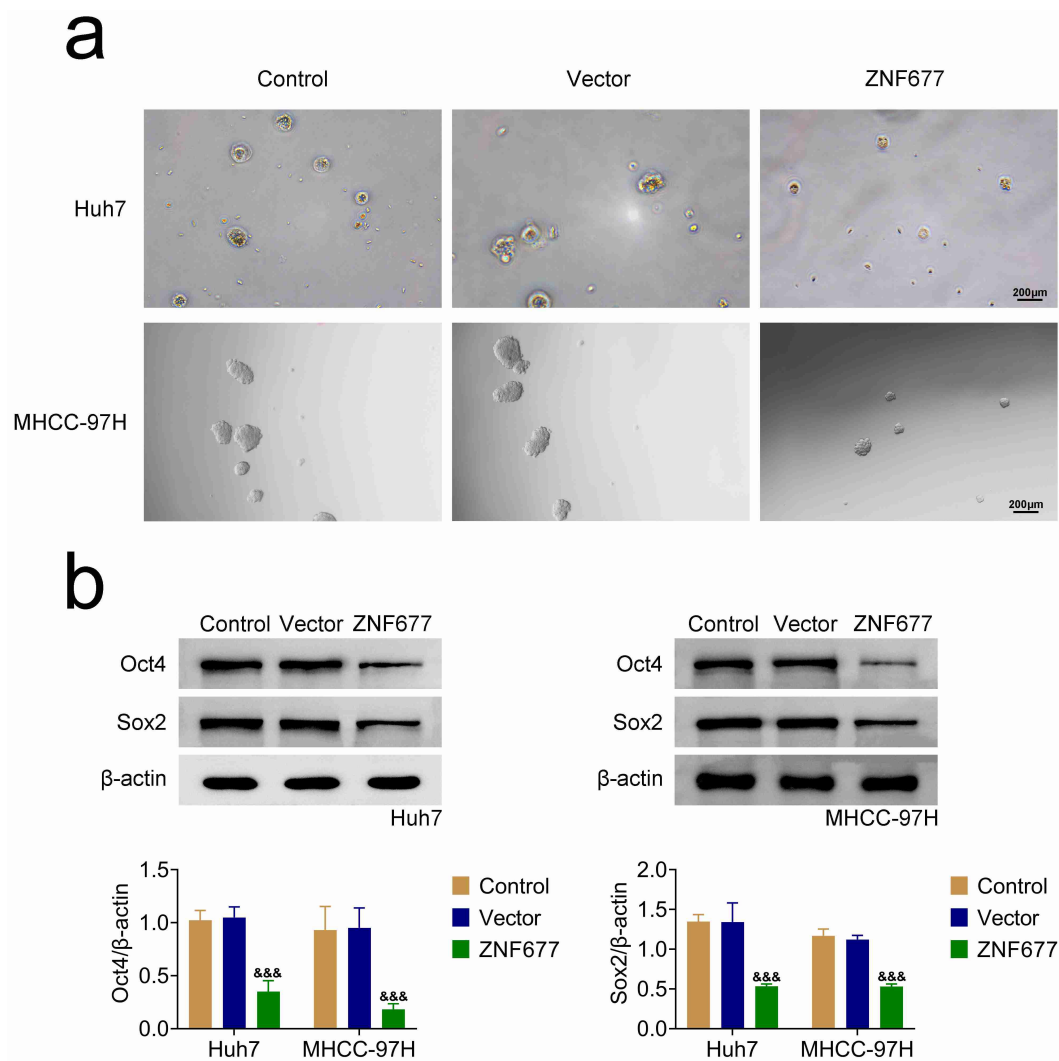 a
Control Vector ZNF677
Huh7
200μm
MHCC-97H
200μm
b
Control Vector ZNF677
Oct4
Sox2
β-actin
Huh7
Control Vector ZNF677
Oct4
Sox2
β-actin
MHCC-97H
Oct4/β-actin
1.5
1.0
0.5
0.0
&&&
&&&
Huh7 MHCC-97H
Control
Vector
ZNF677
Sox2/β-actin
2.0
1.5
1.0
0.5
0.0
&&&
&&&
Huh7 MHCC-97H
Control
Vector
ZNF677